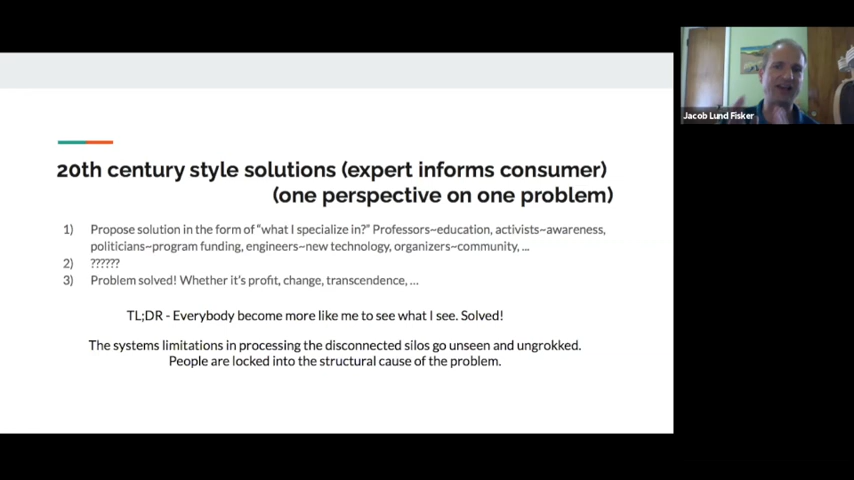 20th century style solutions (expert informs consumer)
(one perspective on one problem)
1) Propose solution in the form of “what I specialize in?” Professors~education, activists~awareness,
politicians~program funding, engineers~new technology, organizers~community, ...
2) ??????
3) Problem solved! Whether it's profit, change, transcendence, ...
TL;DR - Everybody become more like me to see what I see. Solved!
The systems limitations in processing the disconnected silos go unseen and ungrokked.
People are locked into the structural cause of the problem.
Jacob Lund Fisker